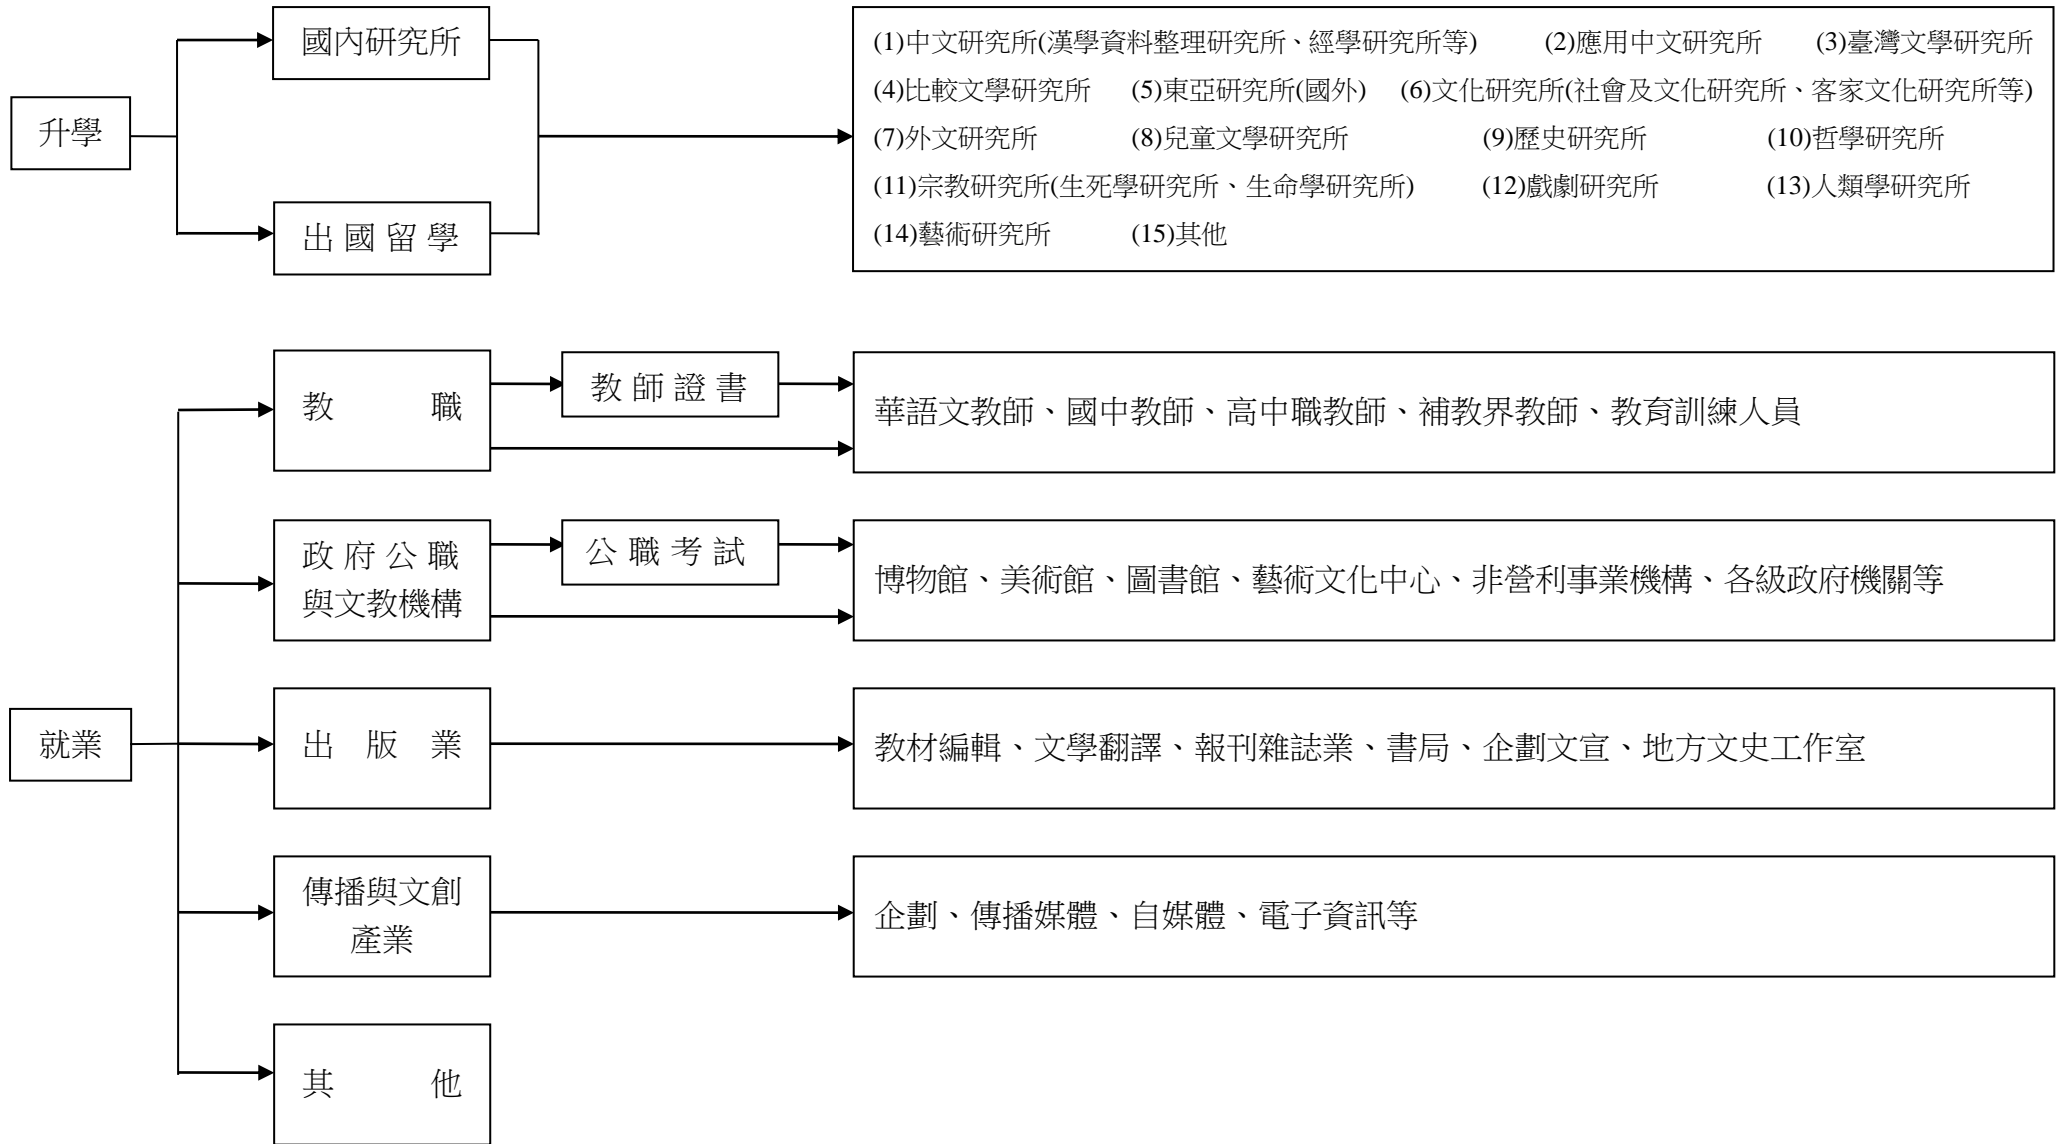 升學
國內研究所
出國留學
(1)中文研究所(漢學資料整理研究所、經學研究所等) (2)應用中文研究所 (3)臺灣文學研究所
(4)比較文學研究所 (5)東亞研究所(國外) (6)文化研究所(社會及文化研究所、客家文化研究所等)
(7)外文研究所 (8)兒童文學研究所 (9)歷史研究所 (10)哲學研究所
(11)宗教研究所(生死學研究所、生命學研究所) (12)戲劇研究所 (13)人類學研究所
(14)藝術研究所 (15)其他
就業
教 職
教師證書
華語文教師、國中教師、高中職教師、補教界教師、教育訓練人員
政府公職
與文教機構
公職考試
博物館、美術館、圖書館、藝術文化中心、非營利事業機構、各級政府機關等
出 版 業
教材編輯、文學翻譯、報刊雜誌業、書局、企劃文宣、地方文史工作室
傳播與文創
產業
企劃、傳播媒體、自媒體、電子資訊等
其 他